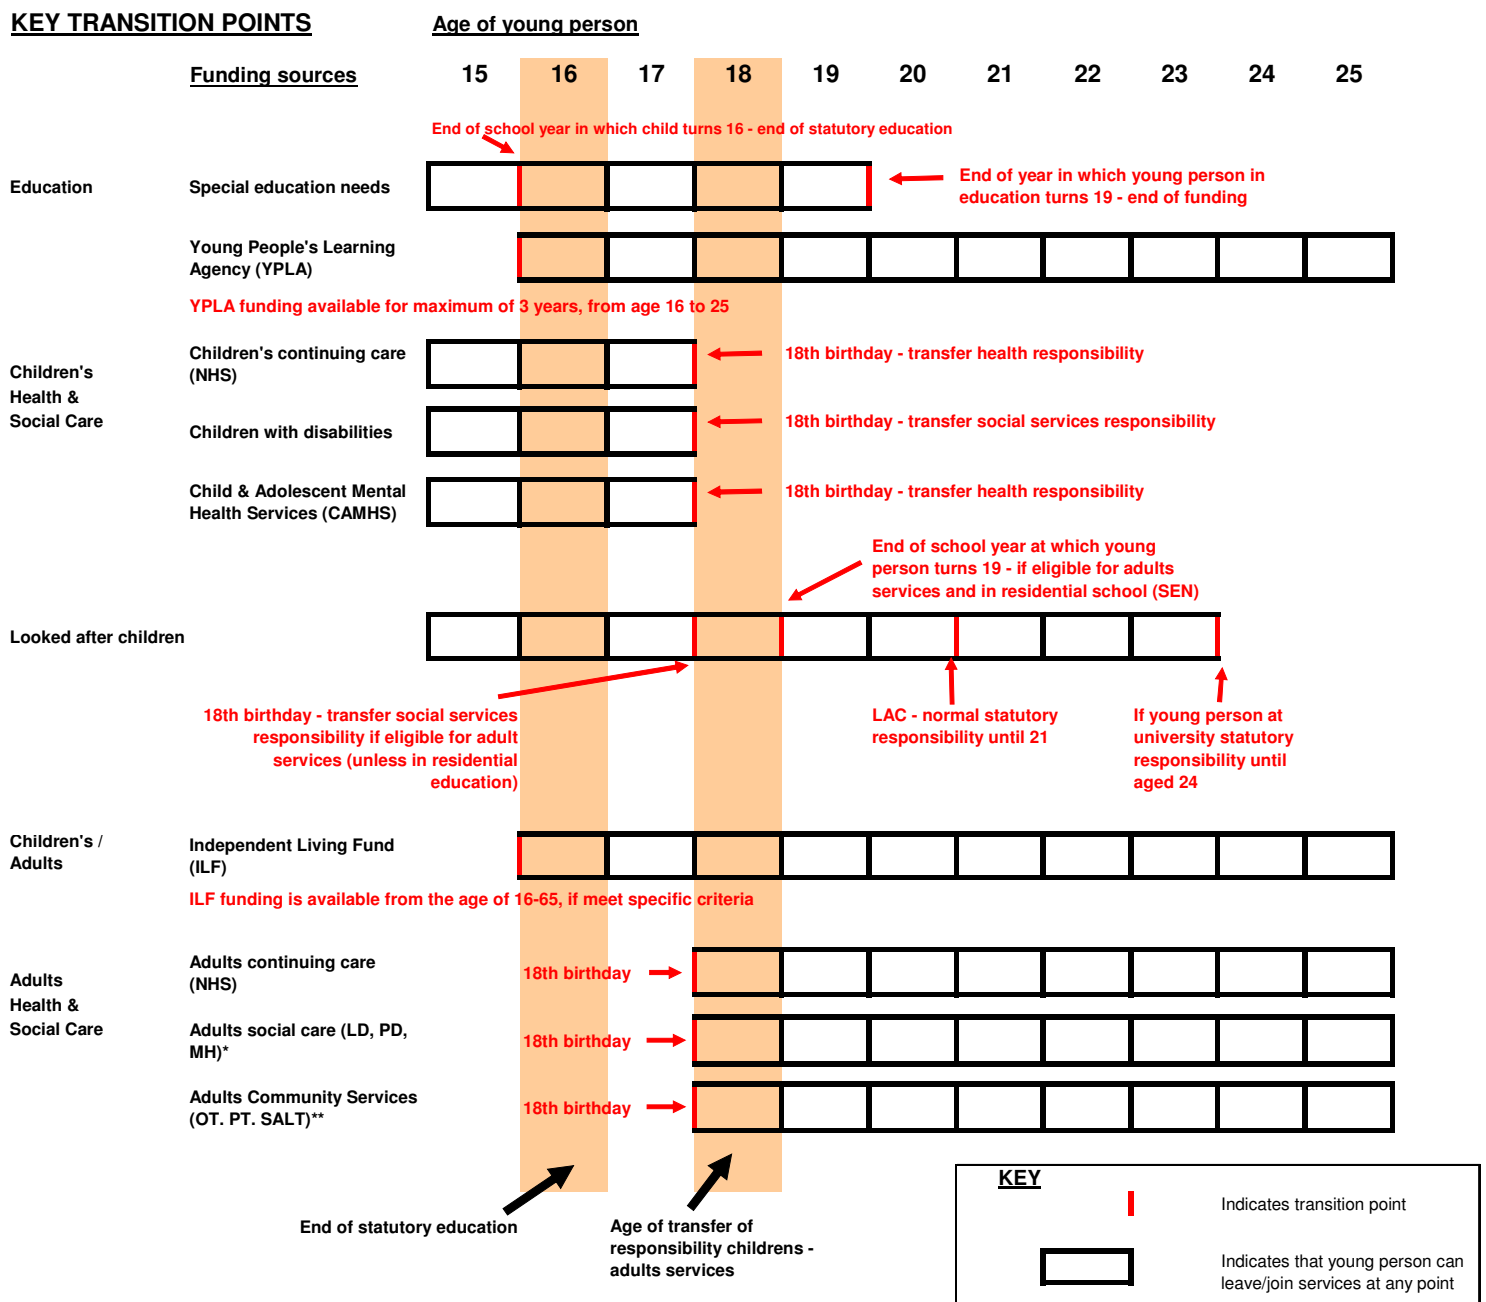 KEY TRANSITION POINTS
Age of young person
Funding sources
15 16 17 18 19 20 21 22 23 24 25
End of school year in which child turns 16 - end of statutory education
Education
Special education needs
End of year in which young person in
education turns 19 - end of funding
Young People's Learning
Agency (YPLA)
YPLA funding available for maximum of 3 years, from age 16 to 25
Children's
Health &
Social Care
Children's continuing care
(NHS)
18th birthday - transfer health responsibility
Children with disabilities
18th birthday - transfer social services responsibility
Child & Adolescent Mental
Health Services (CAMHS)
18th birthday - transfer health responsibility
End of school year at which young
person turns 19 - if eligible for adults
services and in residential school (SEN)
Looked after children
18th birthday - transfer social services
responsibility if eligible for adult
services (unless in residential
education)
LAC - normal statutory
responsibility until 21
If young person at
university statutory
responsibility until
aged 24
Children's /
Adults
Independent Living Fund
(ILF)
ILF funding is available from the age of 16-65, if meet specific criteria
Adults
Health &
Social Care
Adults continuing care
(NHS)
18th birthday
Adults social care (LD, PD,
MH)*
18th birthday
Adults Community Services
(OT. PT. SALT)**
18th birthday
End of statutory education
Age of transfer of
responsibility childrens -
adults services
KEY
Indicates transition point
Indicates that young person can
leave/join services at any point